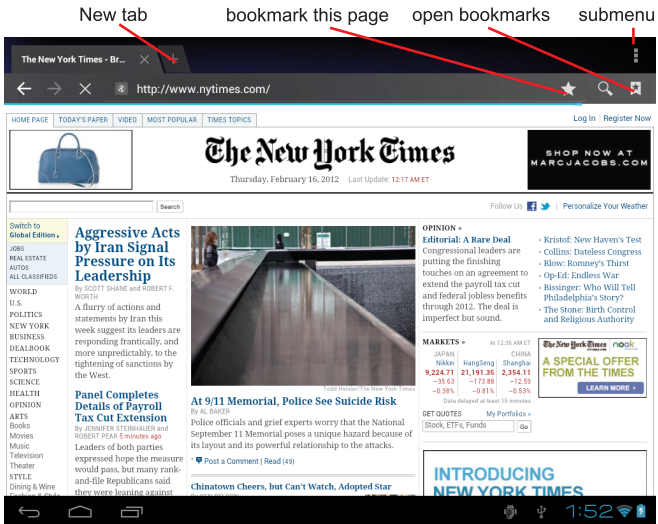 New tab
bookmark this page
open bookmarks
submenu
The New York Times - Br...
http://www.nytimes.com/
HOME PAGE
TODAY'S PAPER
VIDEO
MOST POPULAR
TIMES TOPICS
Log In
Register Now
The New York Times
Thursday, February 16, 2012 Last Update: 12:17 AM ET
SHOP NOW AT
MARCJACOBS.COM
Search
Follow Us
Personalize Your Weather
Switch to
Global Edition
JOBS
REAL ESTATE
AUTOS
ALL CLASSIFIEDS
WORLD
U.S.
POLITICS
NEW YORK
BUSINESS
DEALBOOK
TECHNOLOGY
SPORTS
SCIENCE
HEALTH
OPINION
ARTS
Books
Movies
Music
Television
Theater
STYLE
Dining & Wine
Fashion & Style
Aggressive Acts
by Iran Signal
Pressure on Its
Leadership
By SCOTT SHANE and ROBERT F.
WORTH
A flurry of actions and
statements by Iran this
week suggest its leaders are
responding frantically, and
more unpredictably, to the
tightening of sanctions by
the West.
Panel Completes
Details of Payroll
Tax Cut Extension
By JENNIFER STEINHAUER and
ROBERT PEAR 5 minutes ago
Leaders of both parties
expressed hope the measure
would pass, but many rank-
and-file Republicans said
they were leaning against
Todd Heisler/The New York Times
At 9/11 Memorial, Police See Suicide Risk
By AL BAKER
Police officials and grief experts worry that the National
September 11 Memorial poses a unique hazard because of
its layout and its powerful relationship to the attacks.
• Post a Comment | Read (49)
Chinatown Cheers, but Can't Watch, Adopted Star
OPINION »
Editorial: A Rare Deal
Congressional leaders are
putting the finishing
touches on an agreement to
extend the payroll tax cut
and federal jobless benefits
through 2012. The deal is
imperfect but sound.
• Kristof: New Haven's Test
• Collins: Dateless Congress
• Blow: Romney's Thirst
• Op-Ed: Endless War
• Bissinger: Who Will Tell
Philadelphia's Story?
• The Stone: Birth Control
and Religious Authority
MARKETS »
At 12:35 AM ET
JAPAN
CHINA
Nikkei HangSeng Shanghai
9,224.71 21,191.35 2,354.11
−35.63 −173.88 −12.59
−0.38% −0.81% −0.53%
Data delayed at least 15 minutes
GET QUOTES
My Portfolios »
Stock, ETFs, Funds
Go
The New York Times nook
A SPECIAL OFFER
FROM THE TIMES
LEARN MORE
INTRODUCING
NEW YORK TIMES
1:52